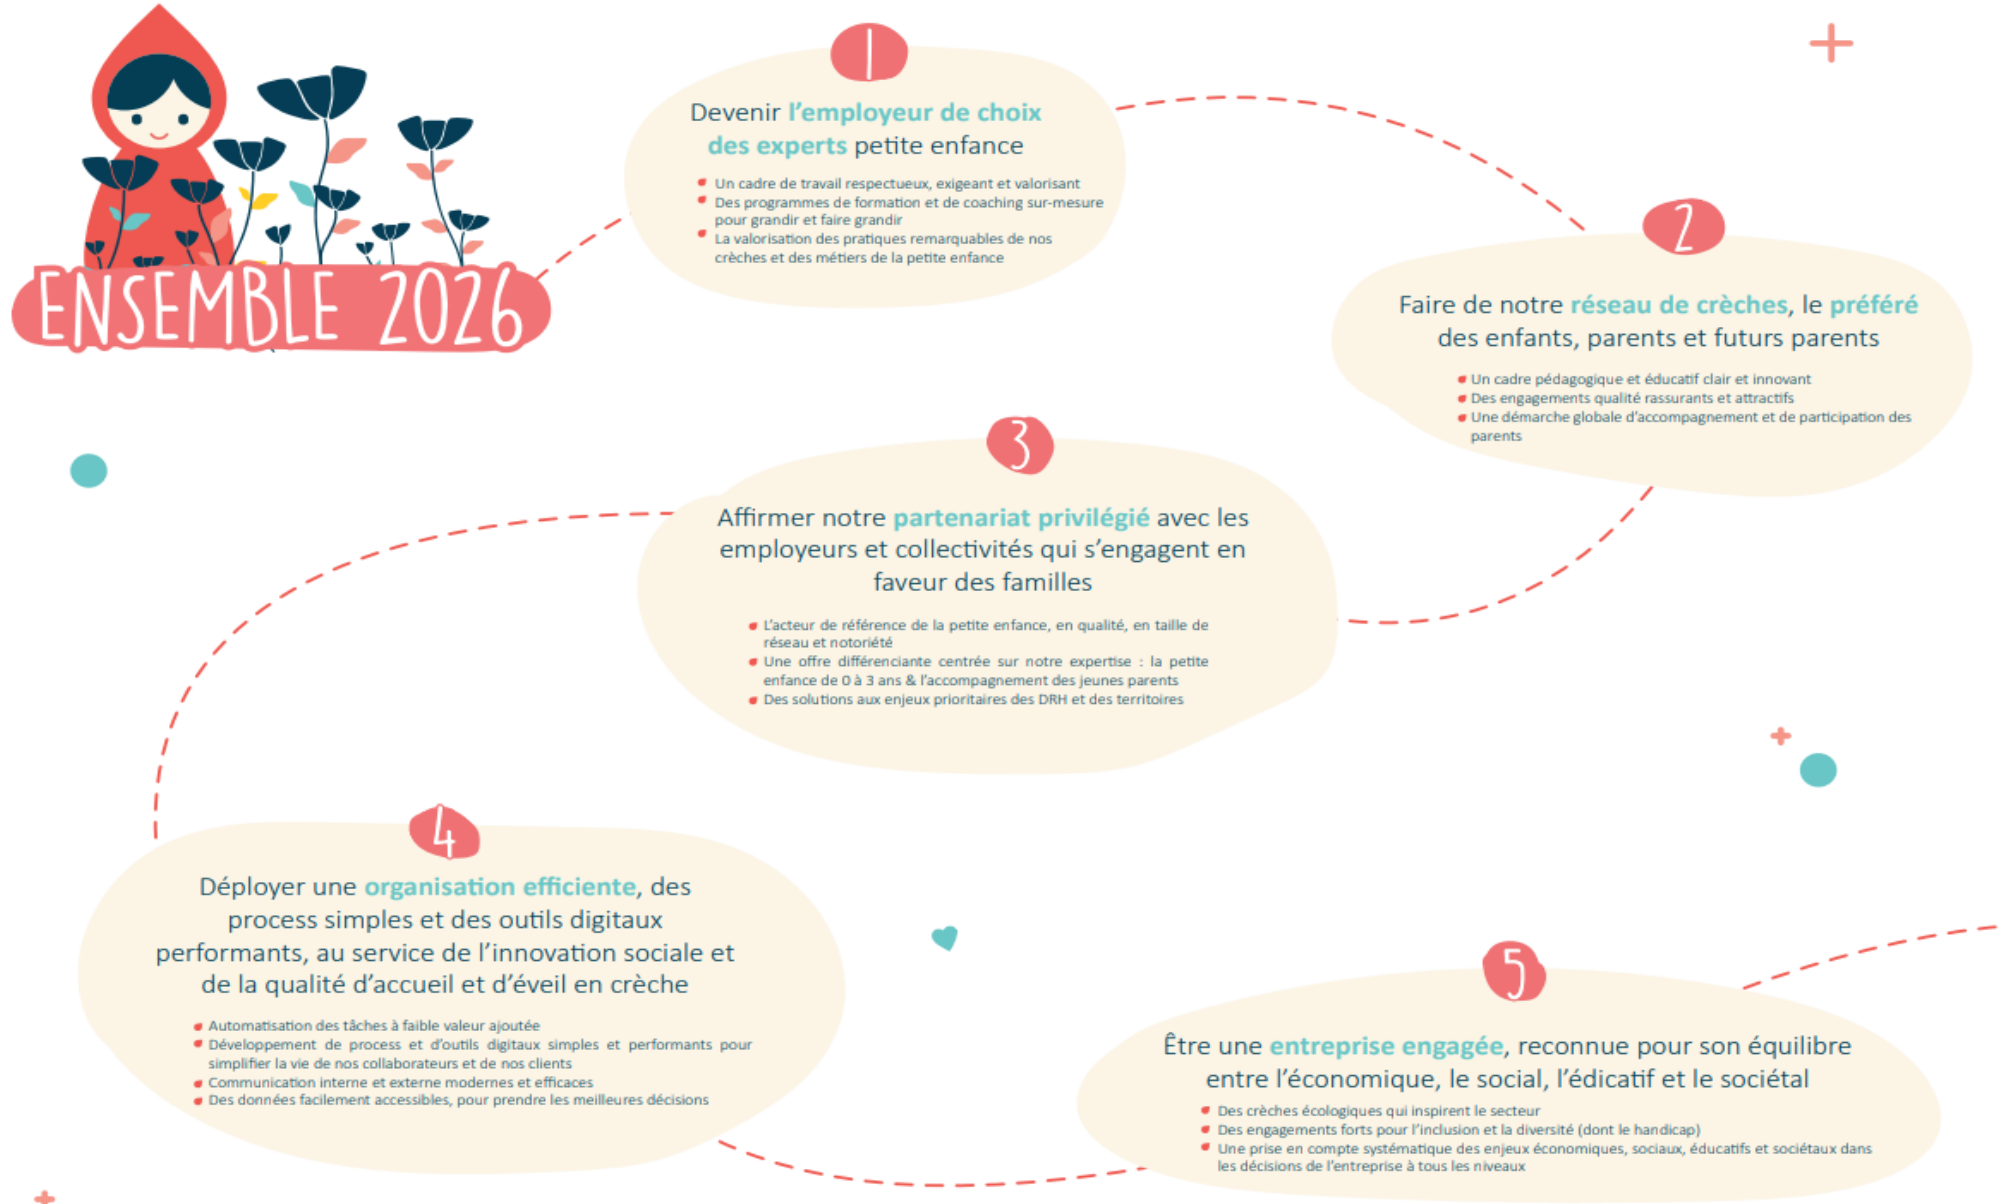 ENSEMBLE 2026
1
Devenir l'employeur de choix
des experts petite enfance
Un cadre de travail respectueux, exigeant et valorisant
Des programmes de formation et de coaching sur-mesure
pour grandir et faire grandir
La valorisation des pratiques remarquables de nos
crèches et des métiers de la petite enfance
2
Faire de notre réseau de crèches, le préféré
des enfants, parents et futurs parents
Un cadre pédagogique et éducatif clair et innovant
Des engagements qualité rassurants et attractifs
Une démarche globale d'accompagnement et de participation des
parents
3
Affirmer notre partenariat privilégié avec les
employeurs et collectivités qui s'engagent en
faveur des familles
L'acteur de référence de la petite enfance, en qualité, en taille de
réseau et notoriété
Une offre différenciante centrée sur notre expertise : la petite
enfance de 0 à 3 ans & l'accompagnement des jeunes parents
Des solutions aux enjeux prioritaires des DRH et des territoires
4
Déployer une organisation efficiente, des
process simples et des outils digitaux
performants, au service de l'innovation sociale et
de la qualité d'accueil et d'éveil en crèche
Automatisation des tâches à faible valeur ajoutée
Développement de process et d'outils digitaux simples et performants pour
simplifier la vie de nos collaborateurs et de nos clients
Communication interne et externe modernes et efficaces
Des données facilement accessibles, pour prendre les meilleures décisions
5
Être une entreprise engagée, reconnue pour son équilibre
entre l'économique, le social, l'édicatif et le sociétal
Des crèches écologiques qui inspirent le secteur
Des engagements forts pour l'inclusion et la diversité (dont le handicap)
Une prise en compte systématique des enjeux économiques, sociaux, éducatifs et sociétaux dans
les décisions de l'entreprise à tous les niveaux